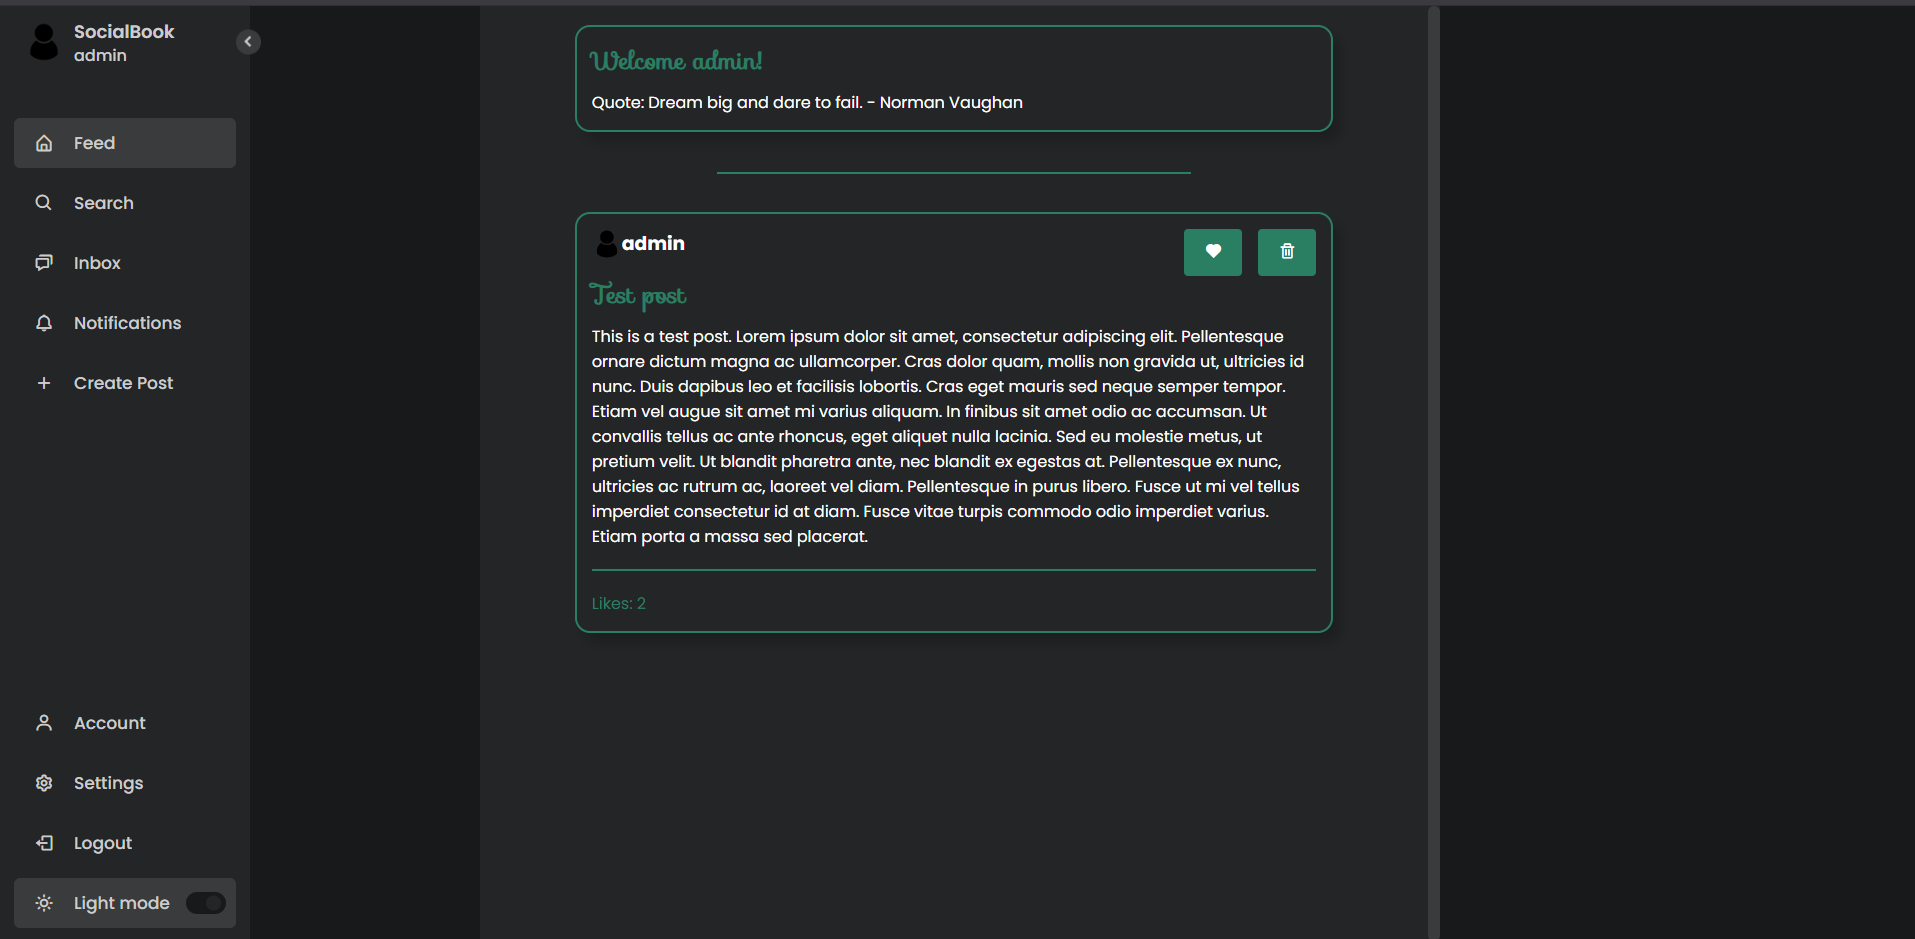 SocialBook
admin
Feed
Search
Inbox
Notifications
Create Post
Account
Settings
Logout
Light mode
Welcome admin!
Quote: Dream big and dare to fail. - Norman Vaughan
admin
Test post
This is a test post. Lorem ipsum dolor sit amet, consectetur adipiscing elit. Pellentesque
ornare dictum magna ac ullamcorper. Cras dolor quam, mollis non gravida ut, ultricies id
nunc. Duis dapibus leo et facilisis lobortis. Cras eget mauris sed neque semper tempor.
Etiam vel augue sit amet mi varius aliquam. In finibus sit amet odio ac accumsan. Ut
convallis tellus ac ante rhoncus, eget aliquet nulla lacinia. Sed eu molestie metus, ut
pretium velit. Ut blandit pharetra ante, nec blandit ex egestas at. Pellentesque ex nunc,
ultricies ac rutrum ac, laoreet vel diam. Pellentesque in purus libero. Fusce ut mi vel tellus
imperdiet consectetur id at diam. Fusce vitae turpis commodo odio imperdiet varius.
Etiam porta a massa sed placerat.
Likes: 2